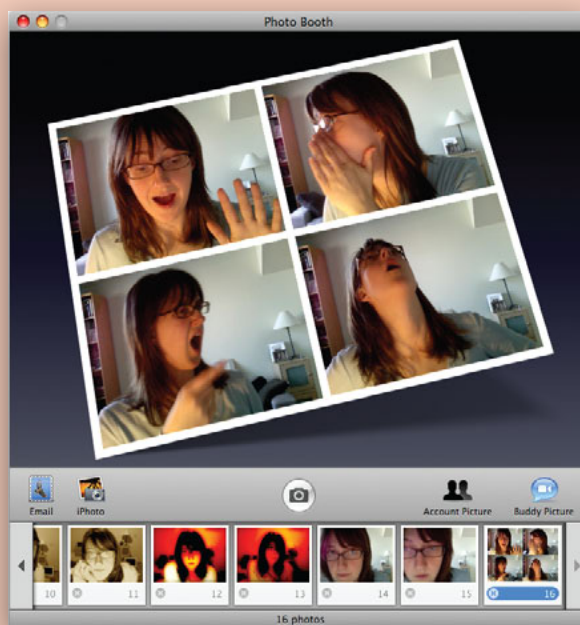 Photo Booth
Email
iPhoto
Account Picture
Buddy Picture
10
11
12
13
14
15
16
16 photos